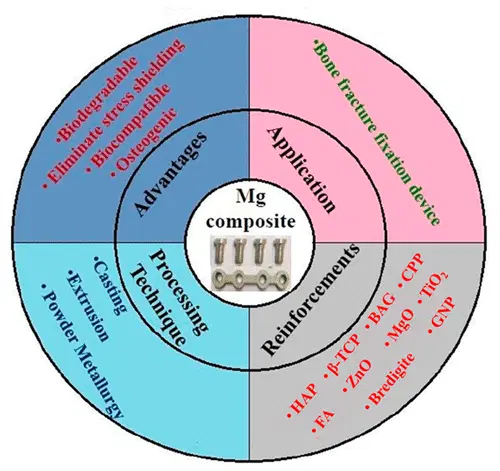 •Biodegradable
• Eliminate stress shielding
• Biocompatible
• Osteogenic
Advantages
•Bone fracture fixation device
Application
Mg
composite
Processing
Technique
•Casting
•Extrusion
• Powder Metallurgy
Reinforcements
• HAP
• β-TCP
• BAG
• CPP
• FA
• ZnO
• MgO
• TiO₂
• Bredigite
• GNP